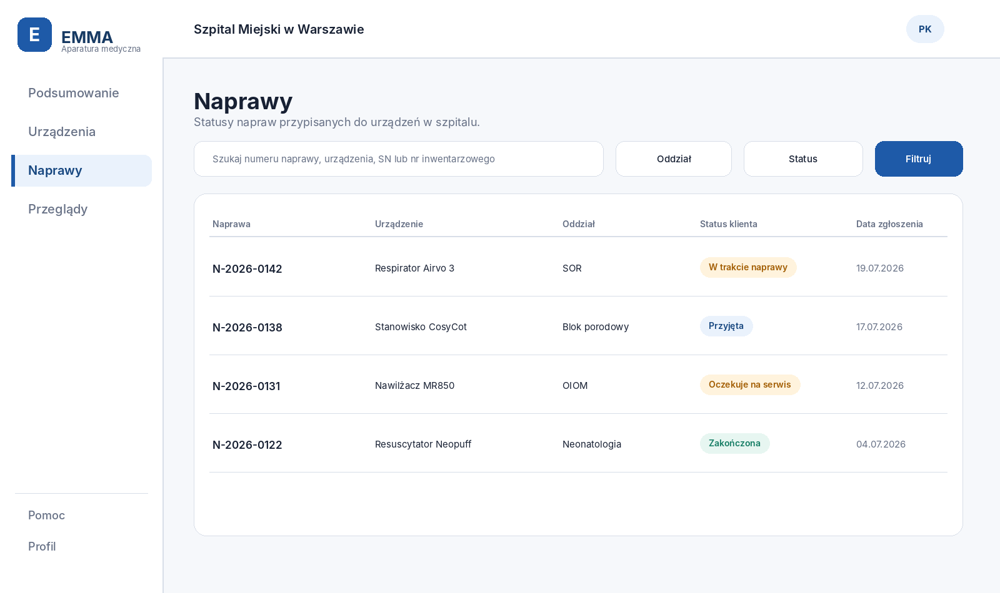 E
EMMA
Aparatura medyczna
Szpital Miejski w Warszawie
PK
Podsumowanie
Urządzenia
Naprawy
Przeglądy
Pomoc
Profil
Naprawy
Statusy napraw przypisanych do urządzeń w szpitalu.
Szukaj numeru naprawy, urządzenia, SN lub nr inwentarzowego
Oddział
Status
Filtruj
Naprawa Urządzenie Oddział Status klienta Data zgłoszenia
N-2026-0142 Respirator Airvo 3 SOR W trakcie naprawy 19.07.2026
N-2026-0138 Stanowisko CosyCot Blok porodowy Przyjęta 17.07.2026
N-2026-0131 Nawilżacz MR850 OIOM Oczekuje na serwis 12.07.2026
N-2026-0122 Resuscytator Neopuff Neonatologia Zakończona 04.07.2026